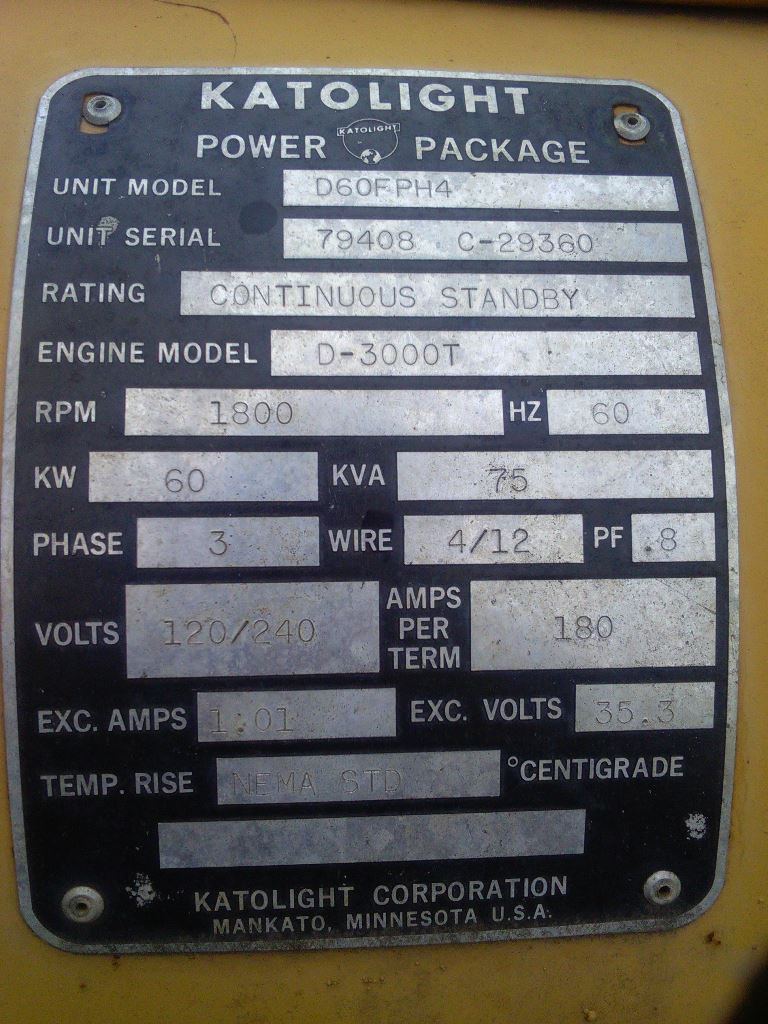 KATOLIGHT
POWER KATOLIGHT PACKAGE
UNIT MODEL D60FPH4
UNIT SERIAL 79408 C-29360
RATING CONTINUOUS STANDBY
ENGINE MODEL D-3000T
RPM 1800 HZ 60
KW 60 KVA 75
PHASE 3 WIRE 4/12 PF .8
VOLTS 120/240 AMPS PER TERM 180
EXC. AMPS 1.01 EXC. VOLTS 35.3
TEMP. RISE NEMA STD °CENTIGRADE
KATOLIGHT CORPORATION
MANKATO, MINNESOTA U.S.A.